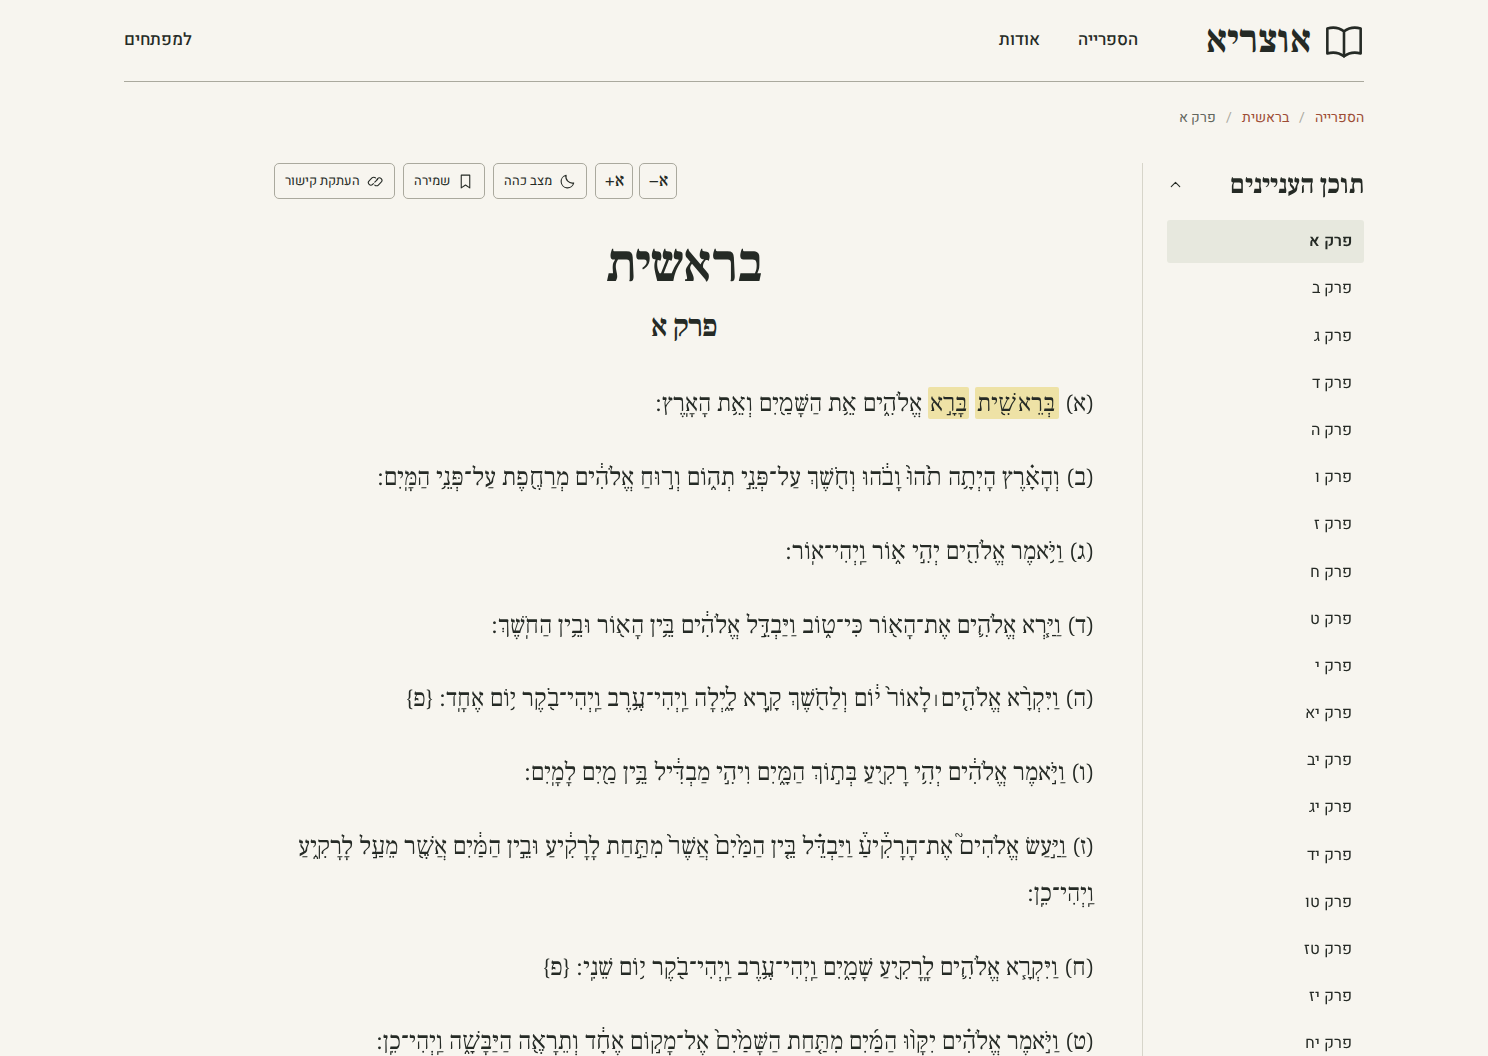 אוצריא
הספרייה
אודות
למפתחים
הספרייה / בראשית / פרק א
תוכן העניינים
פרק א
פרק ב
פרק ג
פרק ד
פרק ה
פרק ו
פרק ז
פרק ח
פרק ט
פרק י
פרק יא
פרק יב
פרק יג
פרק יד
פרק טו
פרק טז
פרק יז
פרק יח
א–
א+
מצב כהה
שמירה
העתקת קישור
בראשית
פרק א
(א) בְּרֵאשִׁ֖ית בָּרָ֣א אֱלֹהִ֑ים אֵ֥ת הַשָּׁמַ֖יִם וְאֵ֥ת הָאָֽרֶץ׃
(ב) וְהָאָ֗רֶץ הָיְתָ֥ה תֹ֙הוּ֙ וָבֹ֔הוּ וְחֹ֖שֶׁךְ עַל־פְּנֵ֣י תְה֑וֹם וְר֣וּחַ אֱלֹהִ֔ים מְרַחֶ֖פֶת עַל־פְּנֵ֥י הַמָּֽיִם׃
(ג) וַיֹּ֥אמֶר אֱלֹהִ֖ים יְהִ֣י א֑וֹר וַֽיְהִי־אֽוֹר׃
(ד) וַיַּ֧רְא אֱלֹהִ֛ים אֶת־הָא֖וֹר כִּי־ט֑וֹב וַיַּבְדֵּ֣ל אֱלֹהִ֔ים בֵּ֥ין הָא֖וֹר וּבֵ֥ין הַחֹֽשֶׁךְ׃
(ה) וַיִּקְרָ֨א אֱלֹהִ֤ים ׀ לָאוֹר֙ י֔וֹם וְלַחֹ֖שֶׁךְ קָ֣רָא לָ֑יְלָה וַֽיְהִי־עֶ֥רֶב וַֽיְהִי־בֹ֖קֶר י֥וֹם אֶחָֽד׃ {פ}
(ו) וַיֹּ֣אמֶר אֱלֹהִ֔ים יְהִ֥י רָקִ֖יעַ בְּת֣וֹךְ הַמָּ֑יִם וִיהִ֣י מַבְדִּ֔יל בֵּ֥ין מַ֖יִם לָמָֽיִם׃
(ז) וַיַּ֣עַשׂ אֱלֹהִים֮ אֶת־הָרָקִ֒יעַ֒ וַיַּבְדֵּ֗ל בֵּ֤ין הַמַּ֙יִם֙ אֲשֶׁר֙ מִתַּ֣חַת לָרָקִ֔יעַ וּבֵ֣ין הַמַּ֔יִם אֲשֶׁ֖ר מֵעַ֣ל לָרָקִ֑יעַ
וַֽיְהִי־כֵֽן׃
(ח) וַיִּקְרָ֧א אֱלֹהִ֛ים לָֽרָקִ֖יעַ שָׁמָ֑יִם וַֽיְהִי־עֶ֥רֶב וַֽיְהִי־בֹ֖קֶר י֥וֹם שֵׁנִֽי׃ {פ}
(ט) וַיֹּ֣אמֶר אֱלֹהִ֗ים יִקָּו֨וּ הַמַּ֜יִם מִתַּ֤חַת הַשָּׁמַ֙יִם֙ אֶל־מָק֣וֹם אֶחָ֔ד וְתֵרָאֶ֖ה הַיַּבָּשָׁ֑ה וַֽיְהִי־כֵֽן׃